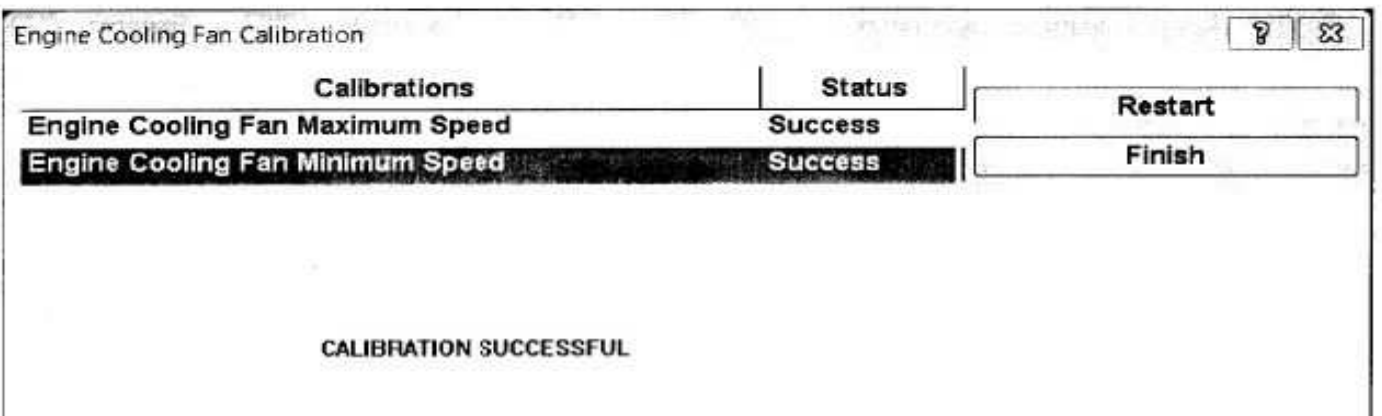 Engine Cooling Fan Calibration
Calibrations Status
Restart
Engine Cooling Fan Maximum Speed Success
Finish
Engine Cooling Fan Minimum Speed Success
CALIBRATION SUCCESSFUL